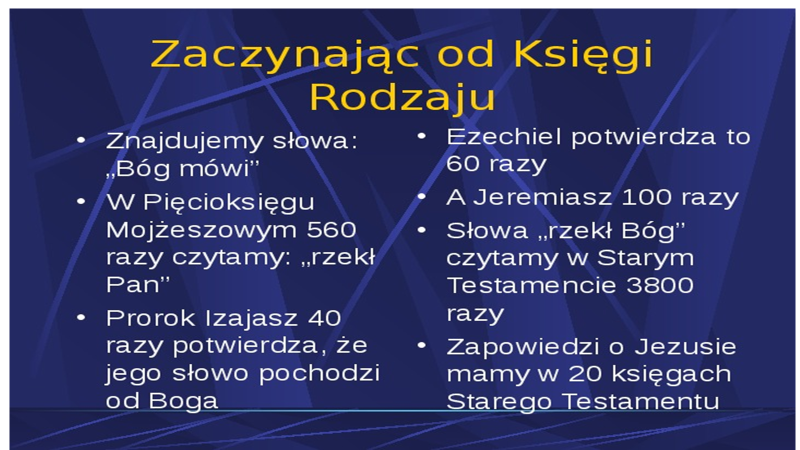 Zaczynając od Księgi
Rodzaju
• Znajdujemy słowa:
„Bóg mówi”
• W Pięcioksięgu
Mojżeszowym 560
razy czytamy: „rzekł
Pan”
• Prorok Izajasz 40
razy potwierdza, że
jego słowo pochodzi
od Boga
• Ezechiel potwierdza to
60 razy
• A Jeremiasz 100 razy
• Słowa „rzekł Bóg”
czytamy w Starym
Testamencie 3800
razy
• Zapowiedzi o Jezusie
mamy w 20 księgach
Starego Testamentu